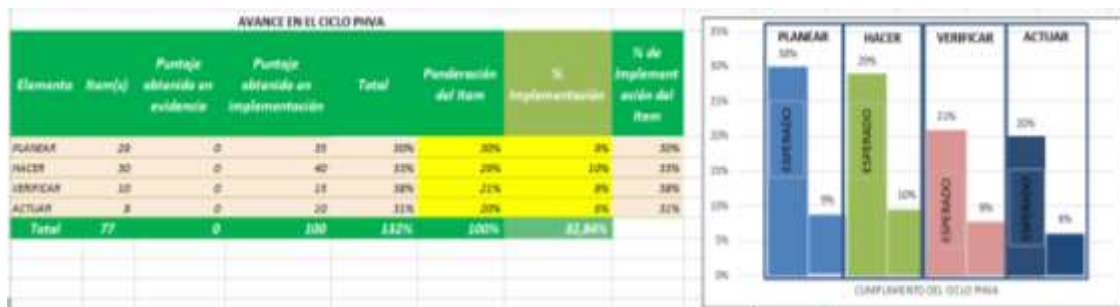 AVANCE EN EL CICLO PHVA
Elemento Item(s) Puntaje obtenido en evidencia Puntaje obtenido en implementación Total Ponderación del Item % Implementación % de Implementación del Item
PLANEAR 29 0 35 30% 30% 9% 30%
HACER 30 0 40 33% 29% 10% 33%
VERIFICAR 10 0 15 38% 21% 8% 38%
ACTUAR 8 0 10 31% 20% 6% 31%
Total 77 0 100 132% 100% 32,84%
PLANEAR HACER VERIFICAR ACTUAR
35%
30%
25%
20%
15%
10%
5%
0%
30% 29% 21% 20%
9% 10% 8% 6%
ESPERADO ESPERADO ESPERADO ESPERADO
CUMPLIMIENTO DEL CICLO PHVA